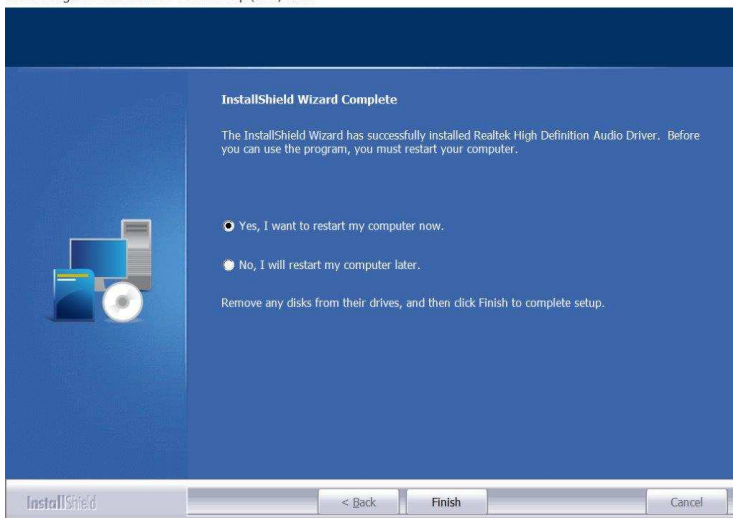 InstallShield Wizard Complete
The InstallShield Wizard has successfully installed Realtek High Definition Audio Driver. Before
you can use the program, you must restart your computer.
Yes, I want to restart my computer now.
No, I will restart my computer later.
Remove any disks from their drives, and then click Finish to complete setup.
InstallShield
< Back
Finish
Cancel